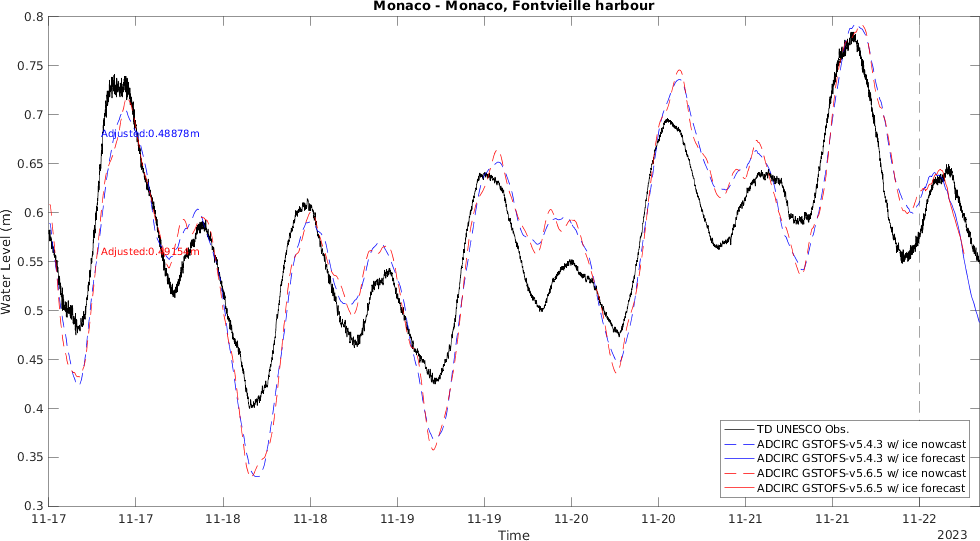 Monaco - Monaco, Fontvieille harbour
Water Level (m)
0.8
0.75
0.7
0.65
0.6
0.55
0.5
0.45
0.4
0.35
0.3
Adjusted:0.48878m
Adjusted:0.49154m
TD UNESCO Obs.
ADCIRC GSTOFS-v5.4.3 w/ ice nowcast
ADCIRC GSTOFS-v5.4.3 w/ ice forecast
ADCIRC GSTOFS-v5.6.5 w/ ice nowcast
ADCIRC GSTOFS-v5.6.5 w/ ice forecast
11-17 11-17 11-18 11-18 11-19 11-19 11-20 11-20 11-21 11-21 11-22
Time
2023